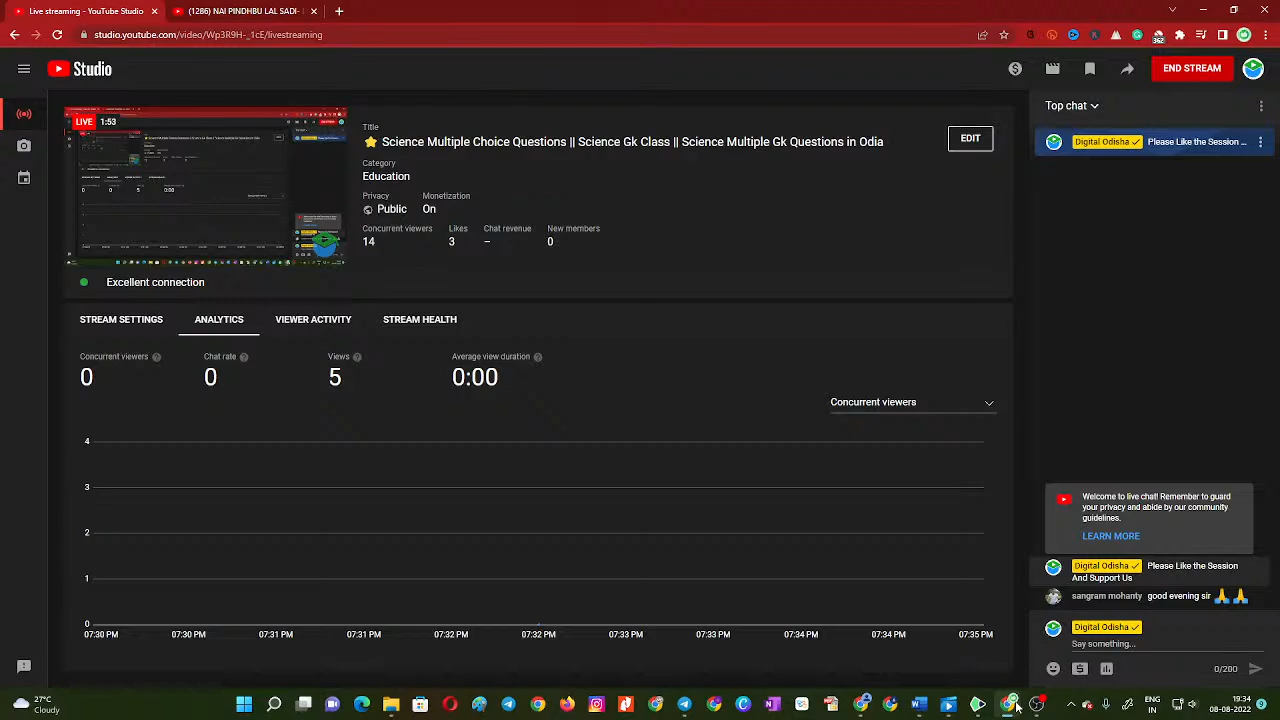 Live streaming - YouTube Studio
(1286) NAI PINDHBU LAL SADI-
studio.youtube.com/video/Wp3R9H-_1cE/livestreaming
362
Studio
END STREAM
LIVE 1:53
Title
Science Multiple Choice Questions || Science Gk Class || Science Multiple Gk Questions in Odia
EDIT
Category
Education
Privacy Monetization
Public On
Concurrent viewers Likes Chat revenue New members
14 3 – 0
Excellent connection
STREAM SETTINGS ANALYTICS VIEWER ACTIVITY STREAM HEALTH
Concurrent viewers Chat rate Views Average view duration
0 0 5 0:00
Concurrent viewers
4
3
2
1
0
07:30 PM 07:30 PM 07:31 PM 07:31 PM 07:32 PM 07:32 PM 07:33 PM 07:33 PM 07:34 PM 07:34 PM 07:35 PM
Top chat
Digital Odisha Please Like the Session ...
Welcome to live chat! Remember to guard
your privacy and abide by our community
guidelines.
LEARN MORE
Digital Odisha Please Like the Session
And Support Us
sangram mohanty good evening sir
Digital Odisha
Say something...
0/200
27°C
Cloudy
ENG
IN
19:34
08-08-2022